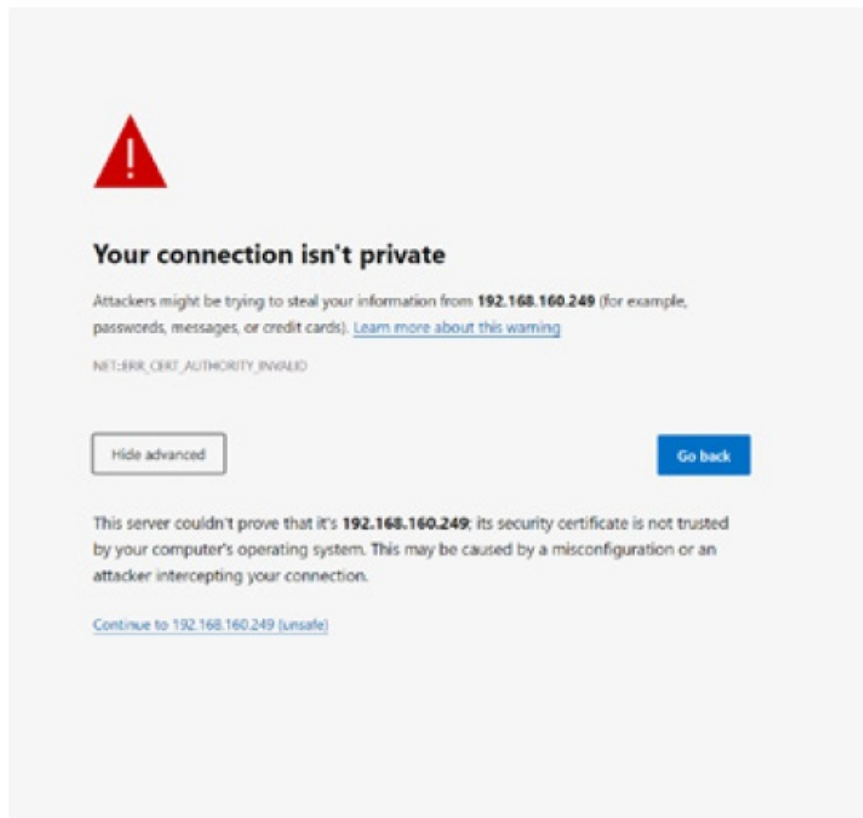 Your connection isn't private
Attackers might be trying to steal your information from 192.168.160.249 (for example,
passwords, messages, or credit cards). Learn more about this warning
NET::ERR_CERT_AUTHORITY_INVALID
Hide advanced
Go back
This server couldn't prove that it's 192.168.160.249; its security certificate is not trusted
by your computer's operating system. This may be caused by a misconfiguration or an
attacker intercepting your connection.
Continue to 192.168.160.249 (unsafe)